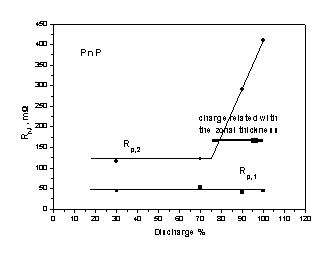 450
400
350
300
250
200
150
100
50
0
R_p,i, mΩ
PnP
charge related with
the zonal thickness
R_p,2
R_p,1
0 10 20 30 40 50 60 70 80 90 100 110 120
Discharge %